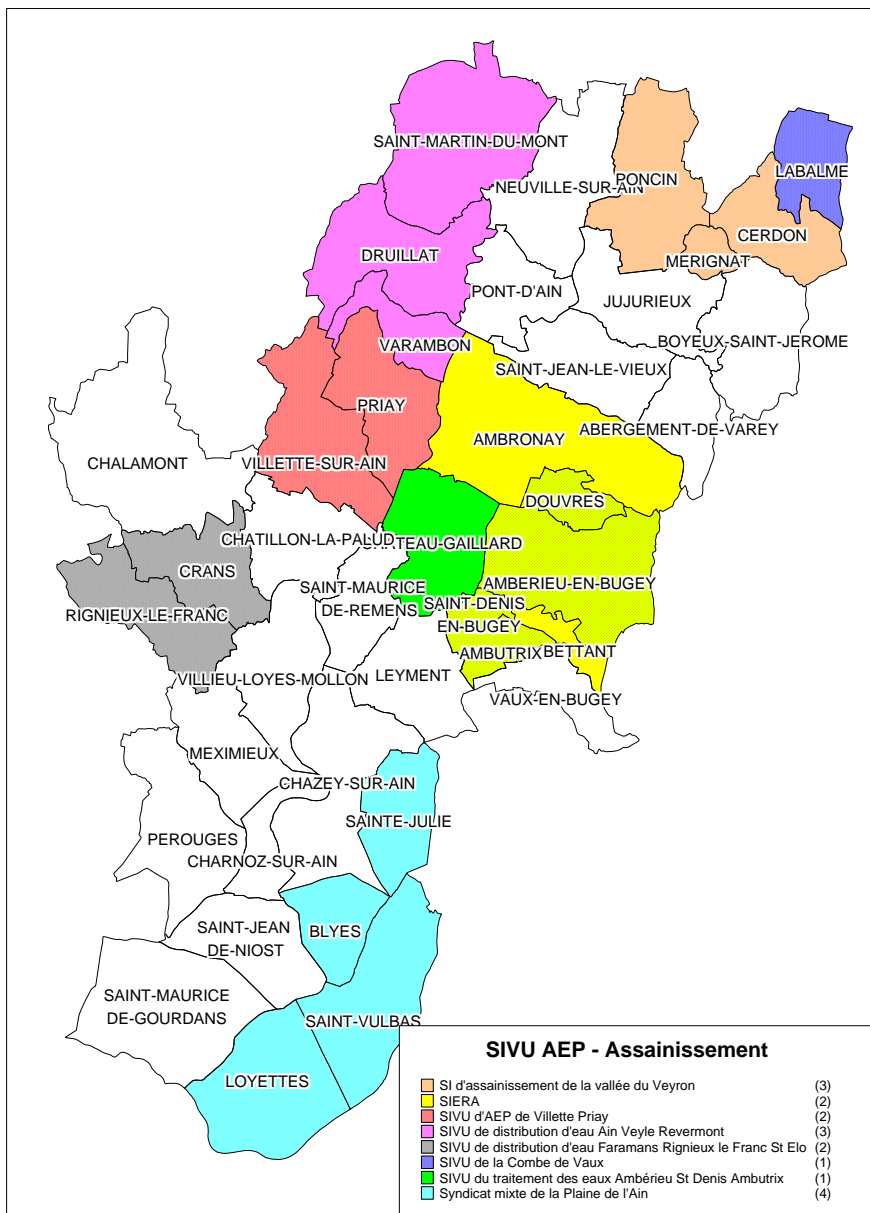 SAINT-MARTIN-DU-MONT
LABALME
PONCIN
NEUVILLE-SUR-AIN
CERDON
DRUILLAT
MERIGNAT
PONT-D'AIN
JUJURIEUX
BOYEUX-SAINT-JEROME
VARAMBON
SAINT-JEAN-LE-VIEUX
PRIAY
ABERGEMENT-DE-VAREY
AMBRONAY
CHALAMONT
VILLETTE-SUR-AIN
DOUVRES
CHATILLON-LA-PALUD
CHATEAU-GAILLARD
CRANS
AMBERIEU-EN-BUGEY
SAINT-MAURICE
DE-REMENS
SAINT-DENIS
EN-BUGEY
RIGNIEUX-LE-FRANC
AMBUTRIX
BETTANT
LEYMENT
VILLIEU-LOYES-MOLLON
VAUX-EN-BUGEY
MEXIMIEUX
CHAZEY-SUR-AIN
SAINTE-JULIE
PEROUGES
CHARNOZ-SUR-AIN
SAINT-JEAN
DE-NIOST
BLYES
SAINT-MAURICE
DE-GOURDANS
SAINT-VULBAS
LOYETTES
SIVU AEP - Assainissement
SI d'assainissement de la vallée du Veyron (3)
SIERA (2)
SIVU d'AEP de Villette Priay (2)
SIVU de distribution d'eau Ain Veyle Revermont (3)
SIVU de distribution d'eau Faramans Rignieux le Franc St Elo (2)
SIVU de la Combe de Vaux (1)
SIVU du traitement des eaux Ambérieu St Denis Ambutrix (1)
Syndicat mixte de la Plaine de l'Ain (4)